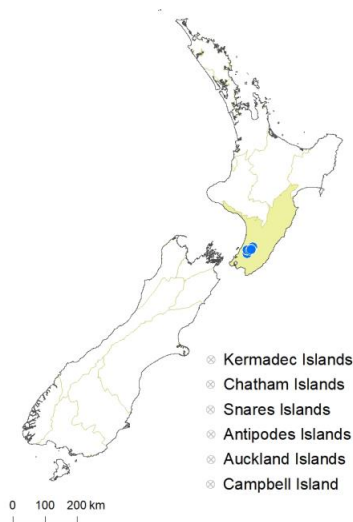 Kermadec Islands
Chatham Islands
Snares Islands
Antipodes Islands
Auckland Islands
Campbell Island
0 100 200 km